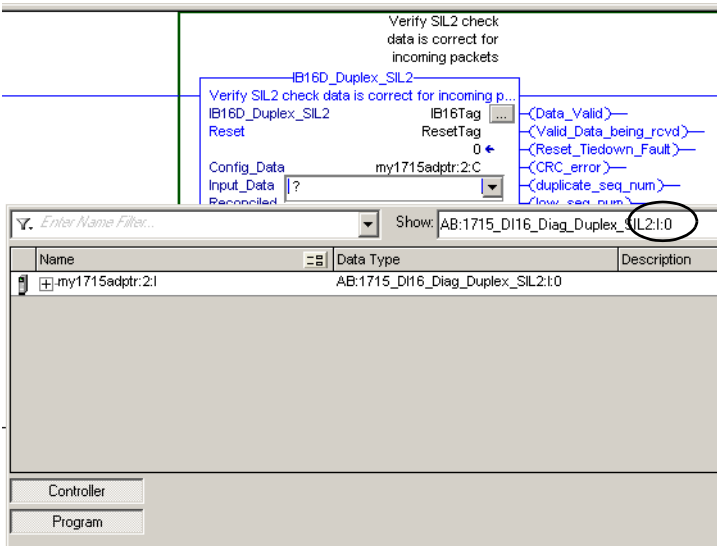 Verify SIL2 check
data is correct for
incoming packets
IB16D_Duplex_SIL2
Verify SIL2 check data is correct for incoming p...
IB16D_Duplex_SIL2 IB16Tag ... (Data_Valid)
Reset ResetTag (Valid_Data_being_rcvd)
0 (Reset_Tiedown_Fault)
Config_Data my1715adptr:2:C (CRC_error)
Input_Data ? (duplicate_seq_num)
Reconciled (low_seq_num)
Enter Name Filter... Show: AB:1715_DI16_Diag_Duplex_SIL2:I:0
Name Data Type Description
my1715adptr:2:I AB:1715_DI16_Diag_Duplex_SIL2:I:0
Controller
Program